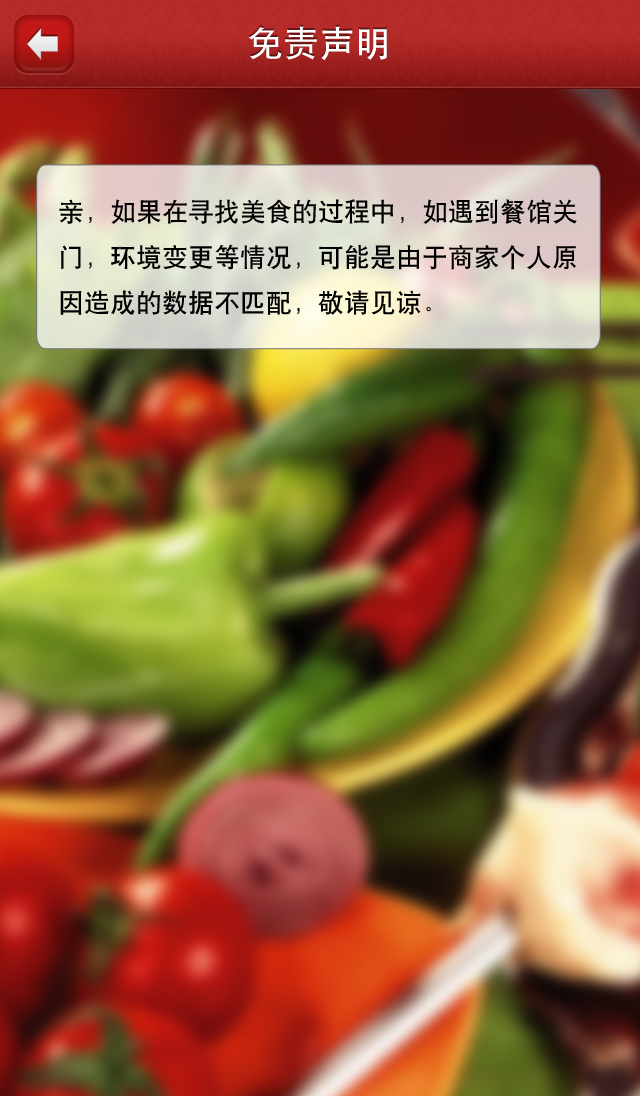 免责声明
亲，如果在寻找美食的过程中，如遇到餐馆关
门，环境变更等情况，可能是由于商家个人原
因造成的数据不匹配，敬请见谅。